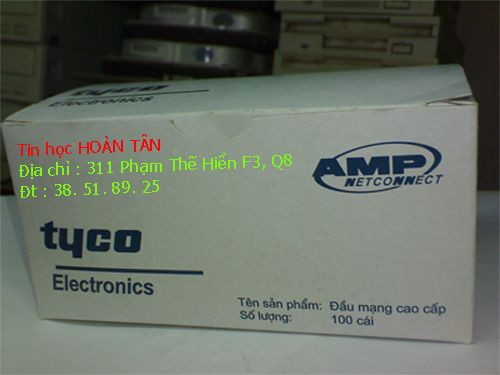 tyco
Electronics
Tin học HOÀN TÂN
Địa chỉ : 311 Phạm Thế Hiển F3, Q8
Đt : 38. 51. 89. 25
AMP
NETCONNECT
tyco
Electronics
Tên sản phẩm: Đầu mạng cao cấp
Số lượng: 100 cái